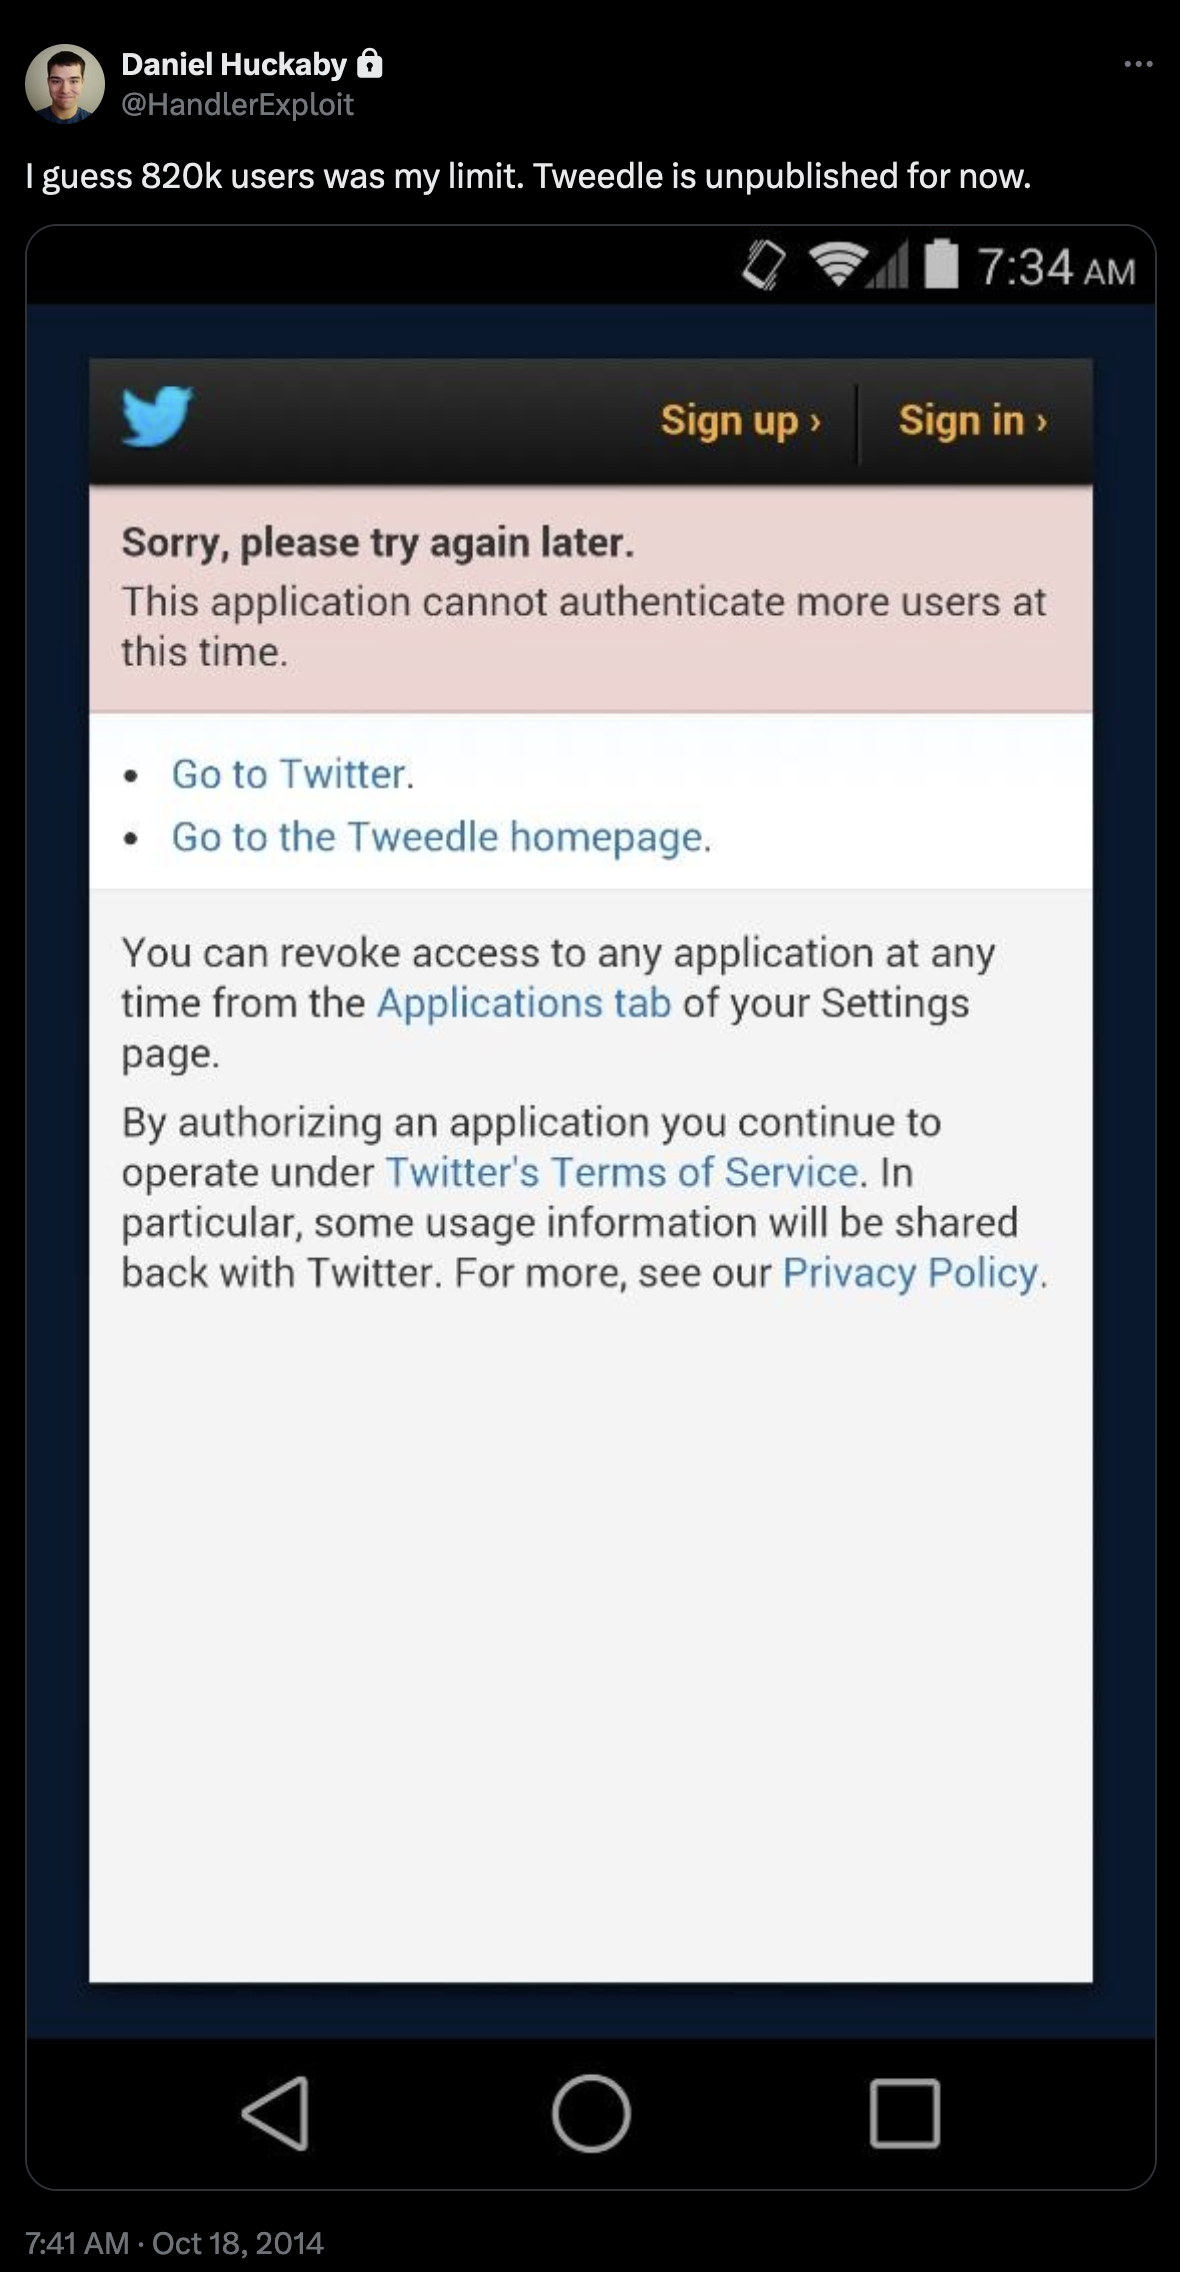 Daniel Huckaby
@HandlerExploit
I guess 820k users was my limit. Tweedle is unpublished for now.
7:34 AM
Sign up ›
Sign in ›
Sorry, please try again later.
This application cannot authenticate more users at
this time.
• Go to Twitter.
• Go to the Tweedle homepage.
You can revoke access to any application at any
time from the Applications tab of your Settings
page.
By authorizing an application you continue to
operate under Twitter's Terms of Service. In
particular, some usage information will be shared
back with Twitter. For more, see our Privacy Policy.
7:41 AM · Oct 18, 2014